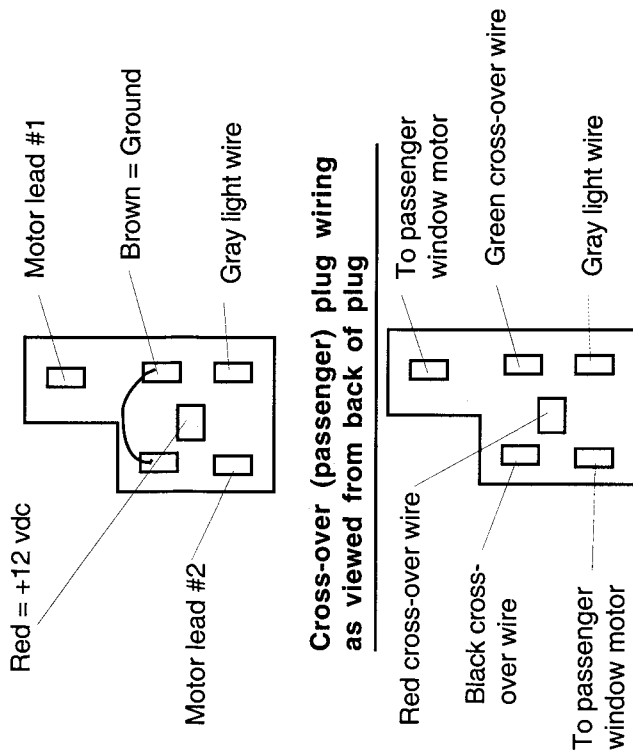 Motor lead #1
Red = +12 vdc
Brown = Ground
Motor lead #2
Gray light wire
Cross-over (passenger) plug wiring
as viewed from back of plug
To passenger
window motor
Red cross-over wire
Green cross-over wire
Black cross-
over wire
To passenger
window motor
Gray light wire